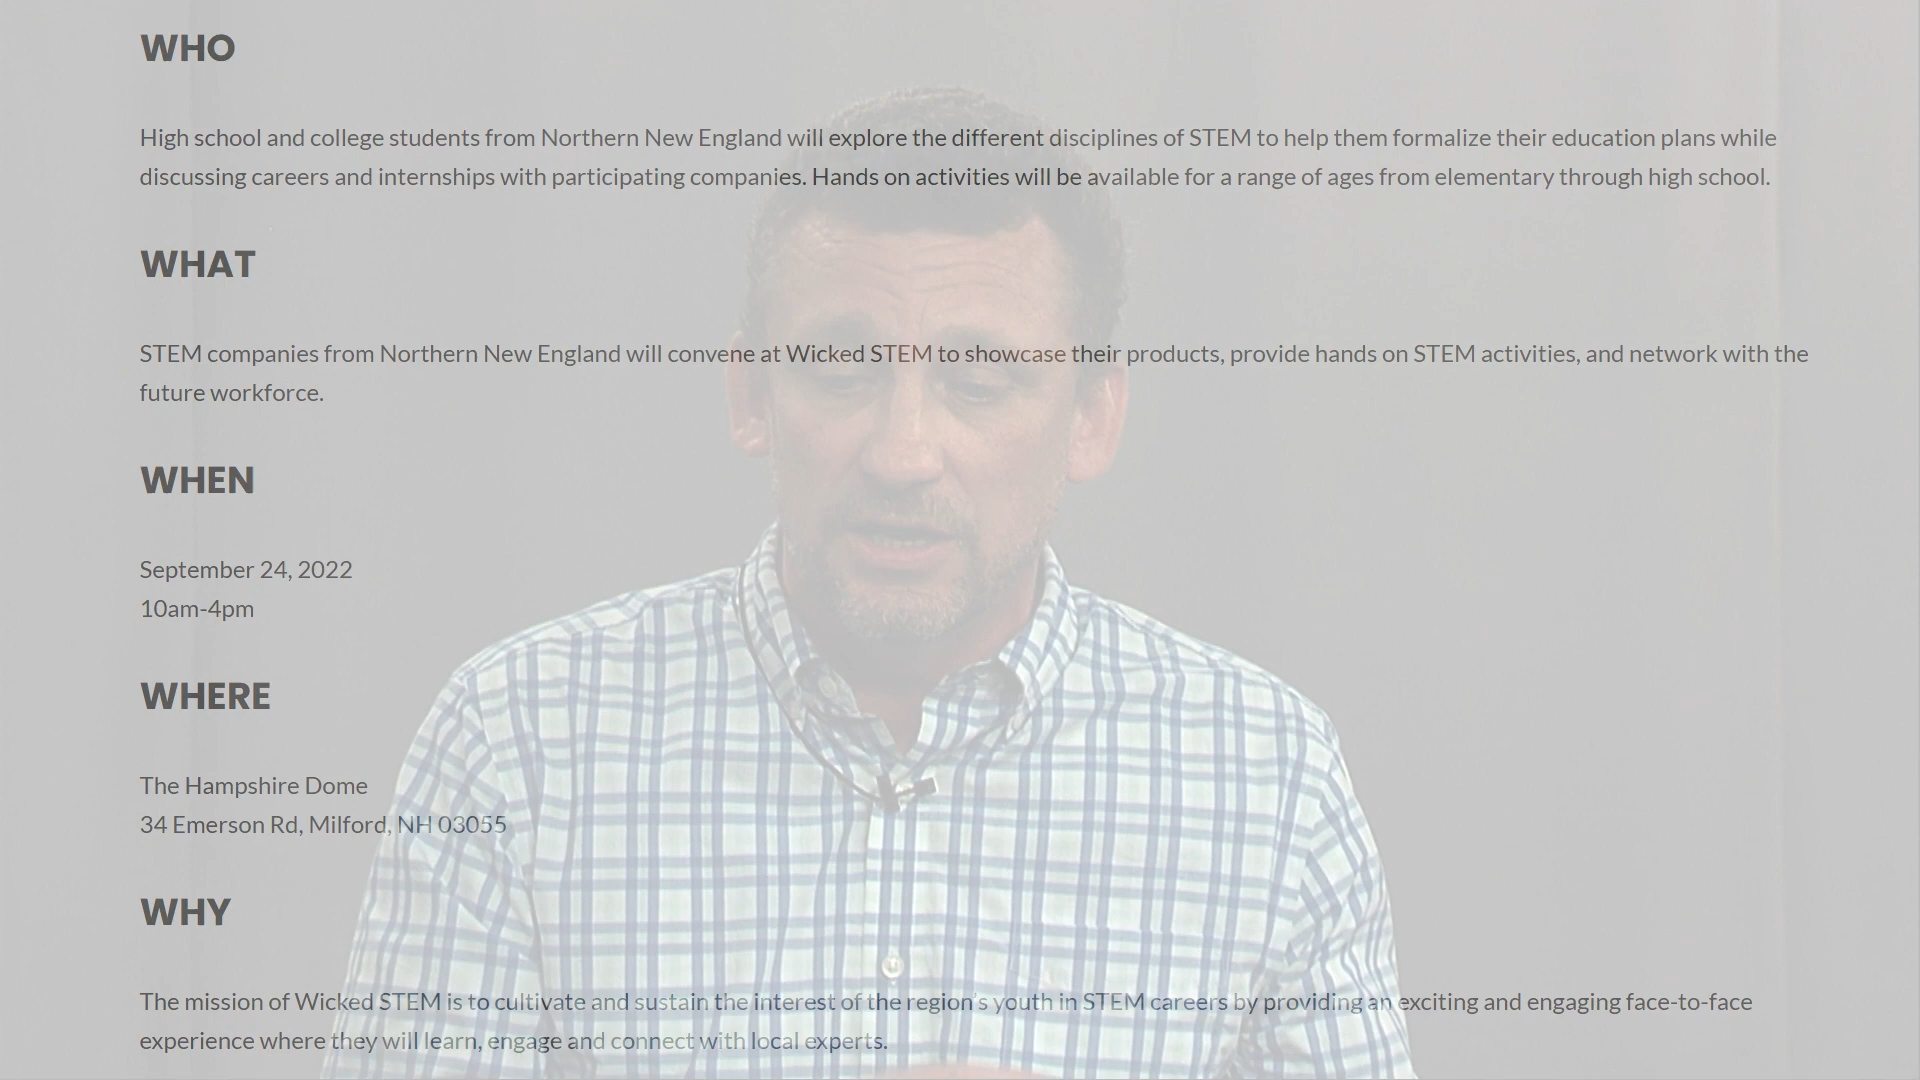 WHO
High school and college students from Northern New England will explore the different disciplines of STEM to help them formalize their education plans while
discussing careers and internships with participating companies. Hands on activities will be available for a range of ages from elementary through high school.
WHAT
STEM companies from Northern New England will convene at Wicked STEM to showcase their products, provide hands on STEM activities, and network with the
future workforce.
WHEN
September 24, 2022
10am-4pm
WHERE
The Hampshire Dome
34 Emerson Rd, Milford, NH 03055
WHY
The mission of Wicked STEM is to cultivate and sustain the interest of the region's youth in STEM careers by providing an exciting and engaging face-to-face
experience where they will learn, engage and connect with local experts.